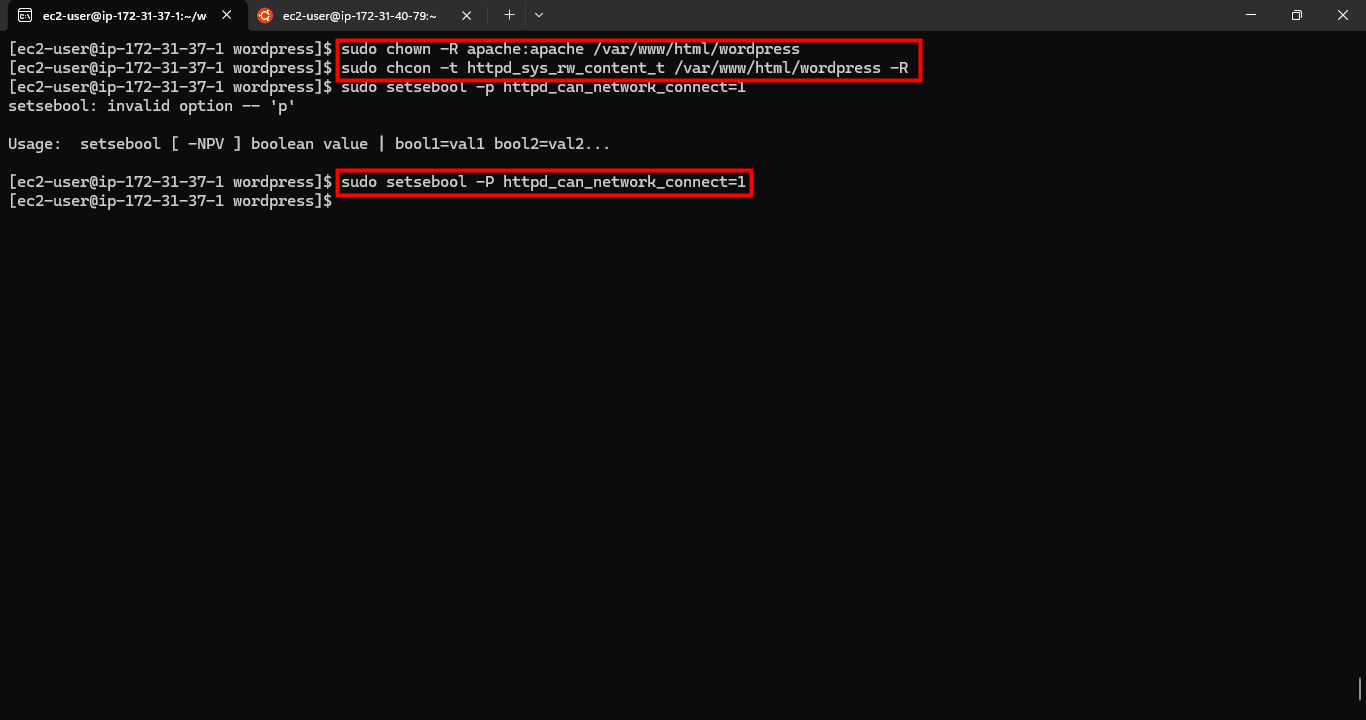 ec2-user@ip-172-31-37-1:~/w
ec2-user@ip-172-31-40-79:~
[ec2-user@ip-172-31-37-1 wordpress]$ sudo chown -R apache:apache /var/www/html/wordpress
[ec2-user@ip-172-31-37-1 wordpress]$ sudo chcon -t httpd_sys_rw_content_t /var/www/html/wordpress -R
[ec2-user@ip-172-31-37-1 wordpress]$ sudo setsebool -p httpd_can_network_connect=1
setsebool: invalid option -- 'p'
Usage:  setsebool [ -NPV ] boolean value | bool1=val1 bool2=val2...
[ec2-user@ip-172-31-37-1 wordpress]$ sudo setsebool -P httpd_can_network_connect=1
[ec2-user@ip-172-31-37-1 wordpress]$